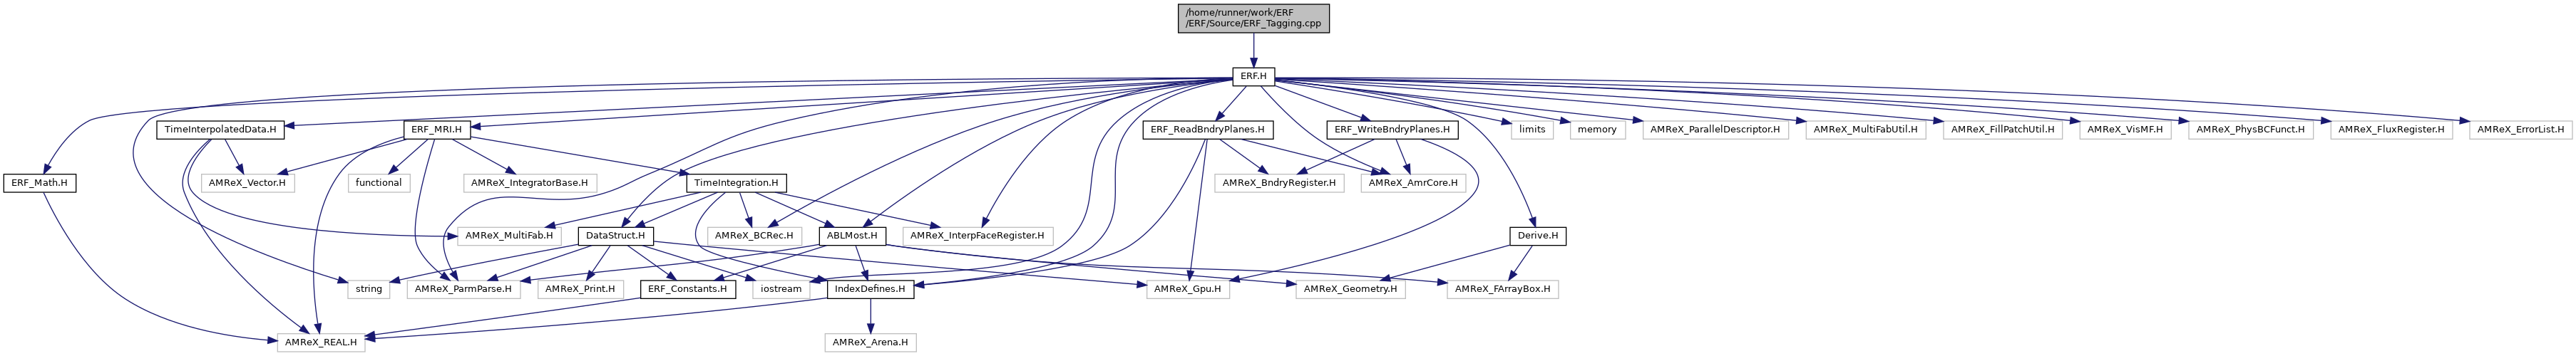 /home/runner/work/ERF
/ERF/Source/ERF_Tagging.cpp
ERF.H
TimeInterpolatedData.H
ERF_MRI.H
ERF_ReadBndryPlanes.H
ERF_WriteBndryPlanes.H
limits
memory
AMReX_ParallelDescriptor.H
AMReX_MultiFabUtil.H
AMReX_FillPatchUtil.H
AMReX_VisMF.H
AMReX_PhysBCFunct.H
AMReX_FluxRegister.H
AMReX_ErrorList.H
ERF_Math.H
AMReX_Vector.H
functional
AMReX_IntegratorBase.H
TimeIntegration.H
AMReX_BndryRegister.H
AMReX_AmrCore.H
AMReX_MultiFab.H
DataStruct.H
AMReX_BCRec.H
ABLMost.H
AMReX_InterpFaceRegister.H
Derive.H
string
AMReX_ParmParse.H
AMReX_Print.H
ERF_Constants.H
iostream
IndexDefines.H
AMReX_Gpu.H
AMReX_Geometry.H
AMReX_FArrayBox.H
AMReX_REAL.H
AMReX_Arena.H